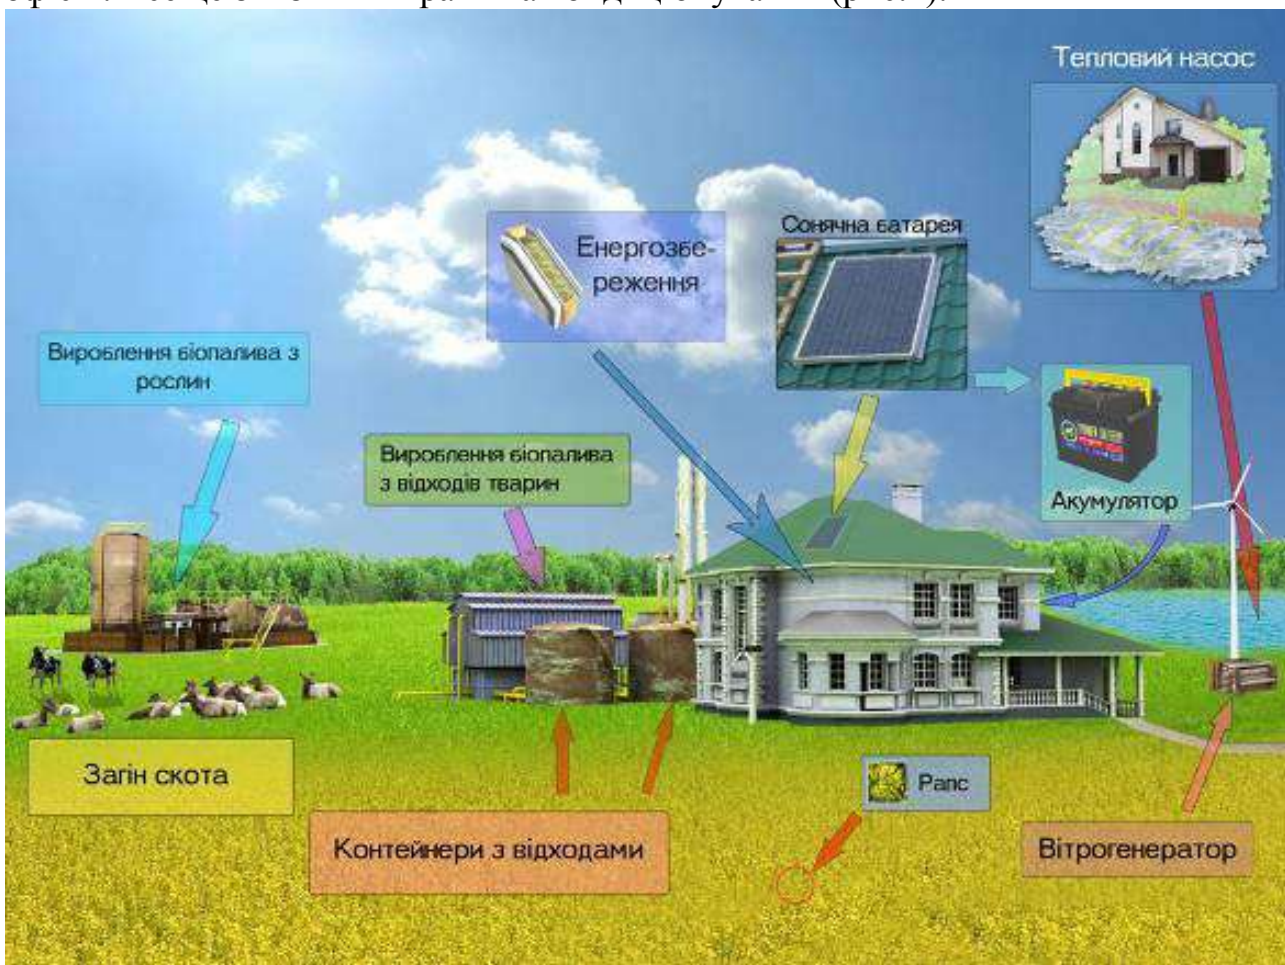 Тепловий насос
Сонячна батарея
Енергозбе-
реження
Вироблення біопалива з
рослин
Вироблення біопалива
з відходів тварин
Акумулятор
Загін скота
Рапс
Контейнери з відходами
Вітрогенератор